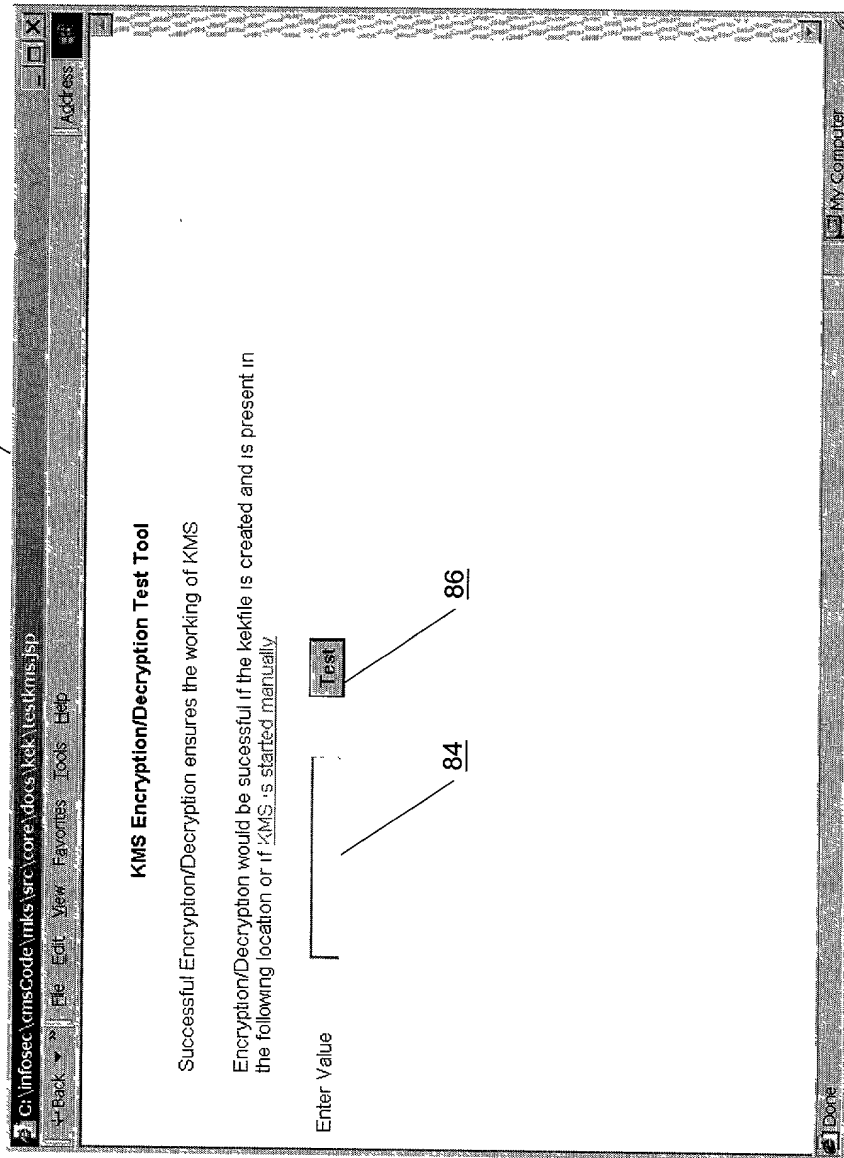 C:\infosec\cmsCode\mks\src\core\docs\kek\testkms.jsp
Back File Edit View Favorites Tools Help Address
KMS Encryption/Decryption Test Tool
Successful Encryption/Decryption ensures the working of KMS
Encryption/Decryption would be sucessful if the kekfile is created and is present in
the following location or if KMS is started manually
Enter Value
Test
84
86
Done
My Computer